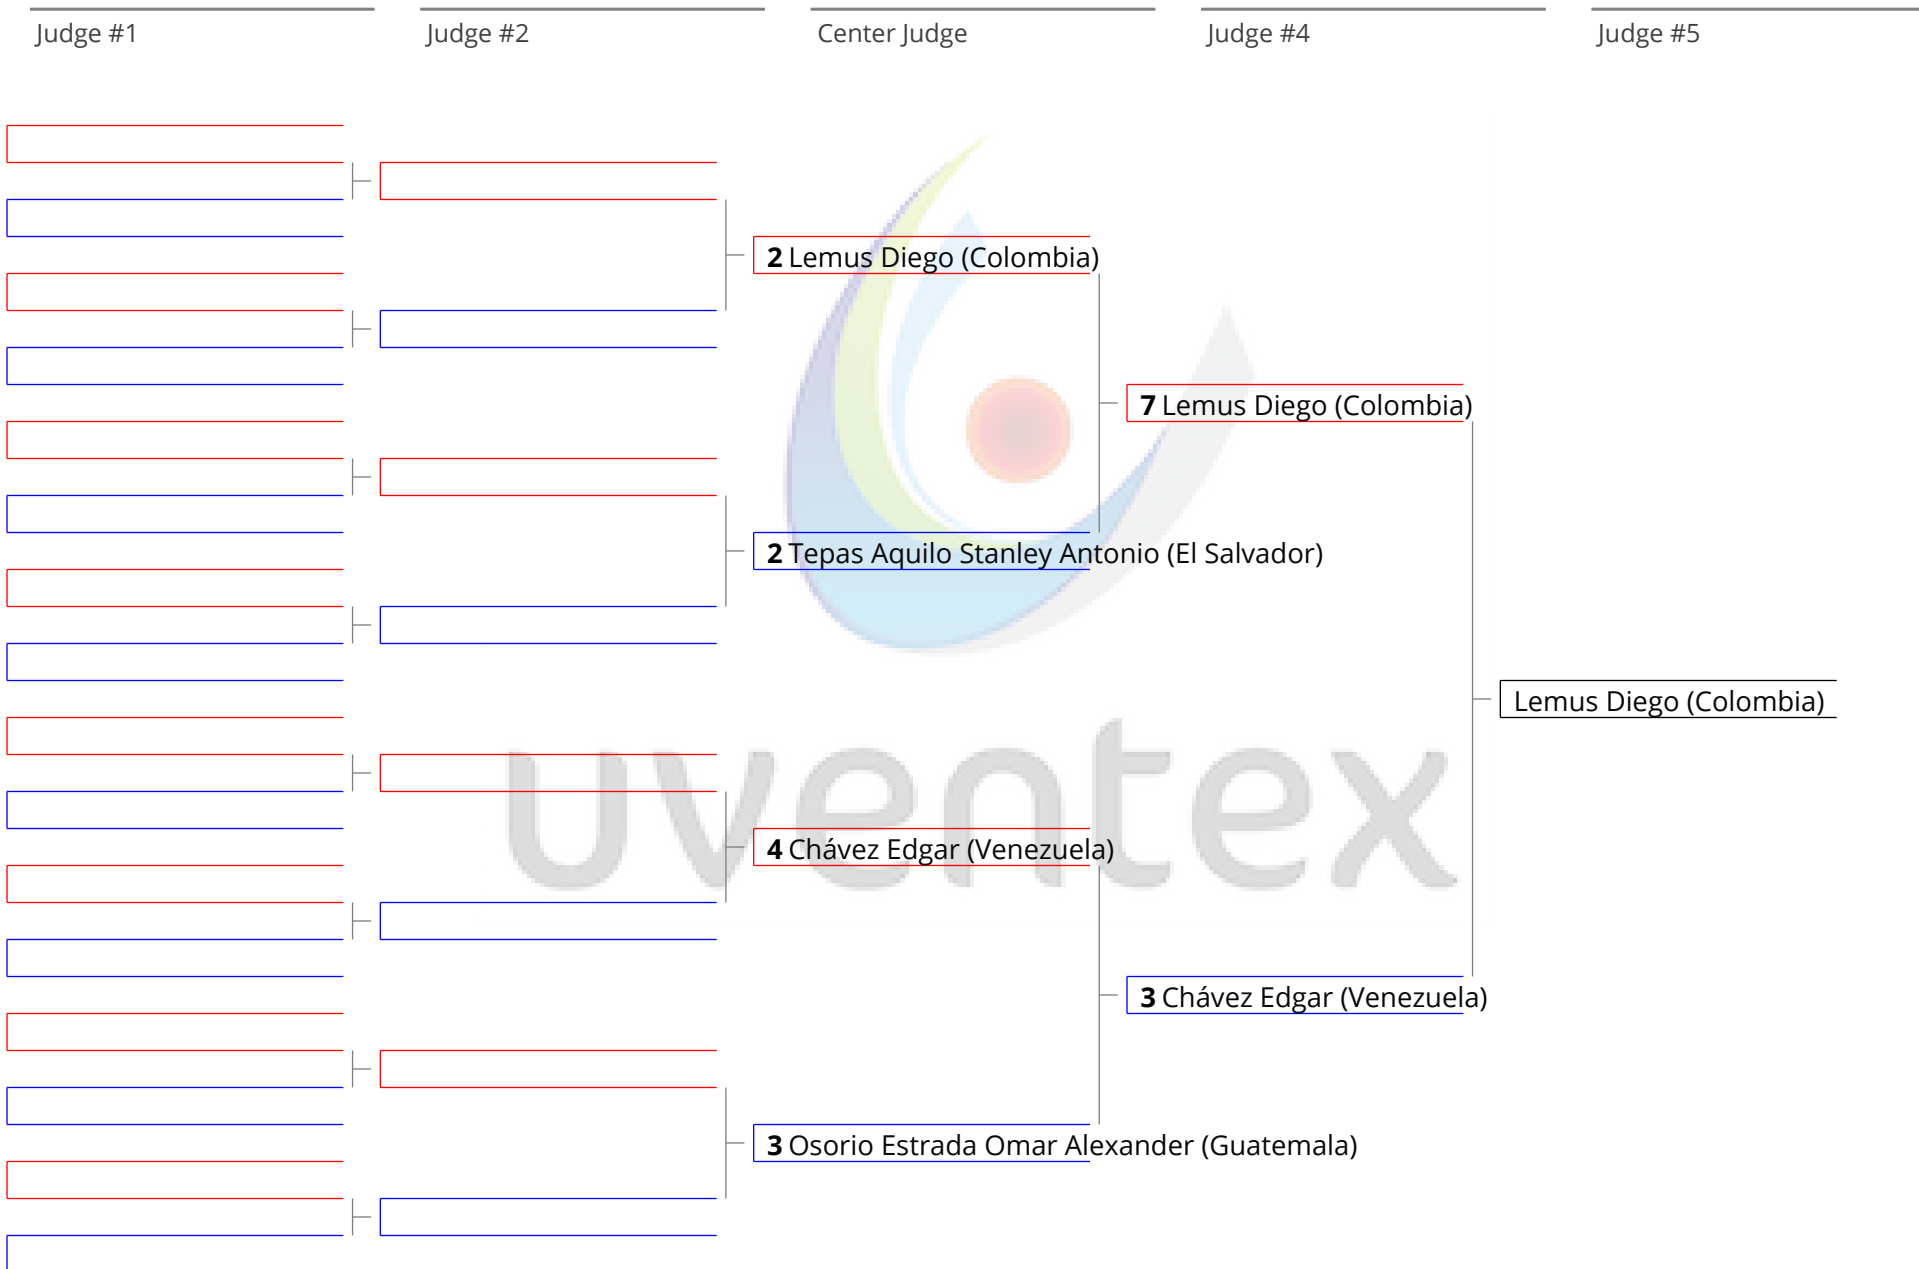 Judge #1
Judge #2
Center Judge
Judge #4
Judge #5
2 Lemus Diego (Colombia)
7 Lemus Diego (Colombia)
2 Tepas Aquilo Stanley Antonio (El Salvador)
Lemus Diego (Colombia)
uventex
4 Chávez Edgar (Venezuela)
3 Chávez Edgar (Venezuela)
3 Osorio Estrada Omar Alexander (Guatemala)